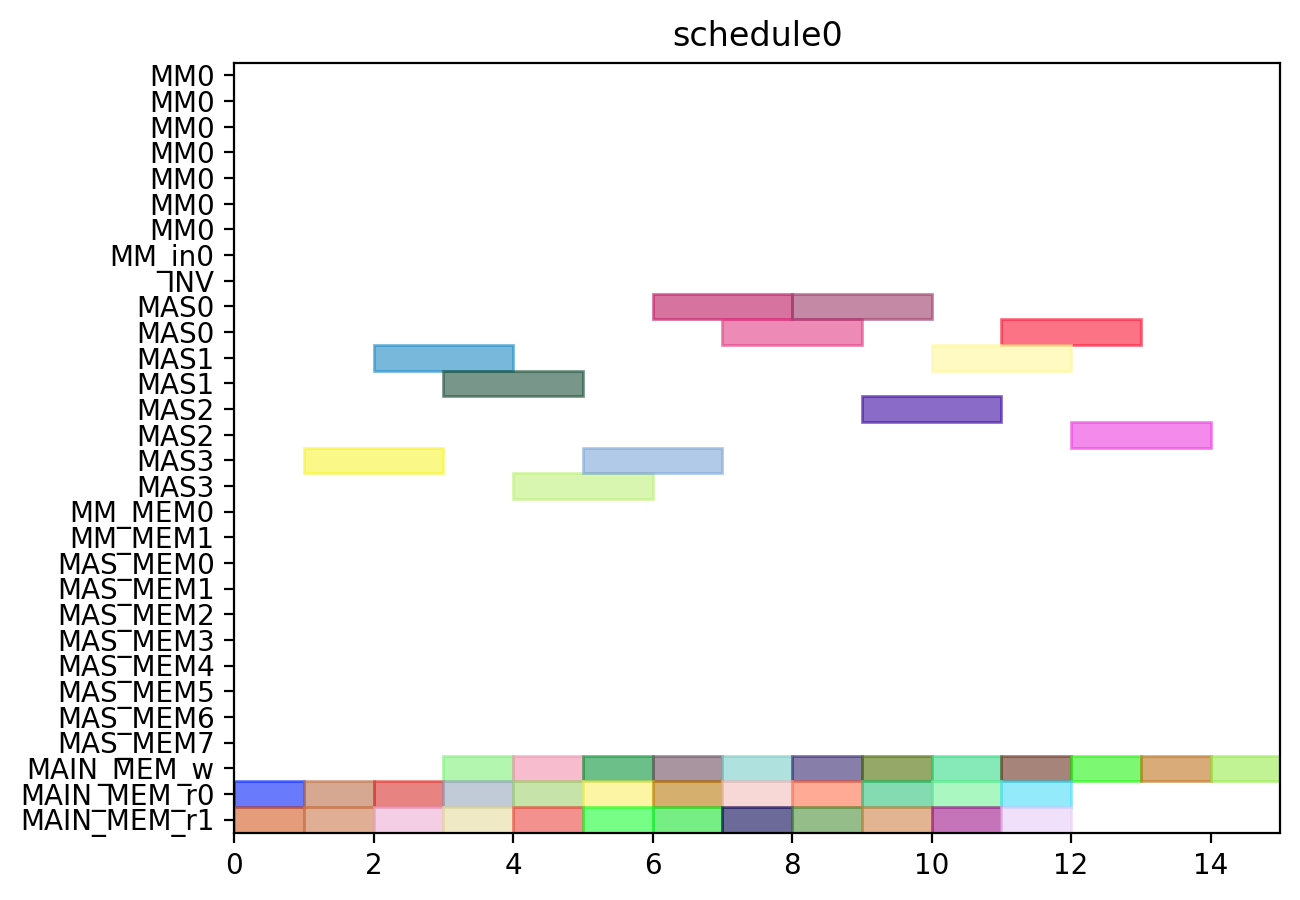 schedule0
MM0
MM0
MM0
MM0
MM0
MM0
MM0
MM_in0
INV
MAS0
MAS0
MAS1
MAS1
MAS2
MAS2
MAS3
MAS3
MM_MEM0
MM_MEM1
MAS_MEM0
MAS_MEM1
MAS_MEM2
MAS_MEM3
MAS_MEM4
MAS_MEM5
MAS_MEM6
MAS_MEM7
MAIN_MEM_w
MAIN_MEM_r0
MAIN_MEM_r1
0 2 4 6 8 10 12 14